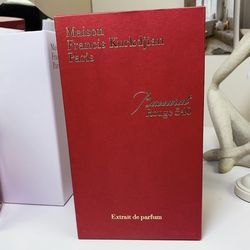 Maison
Francis Kurkdjian
Paris
Baccarat
Rouge 540
Extrait de parfum